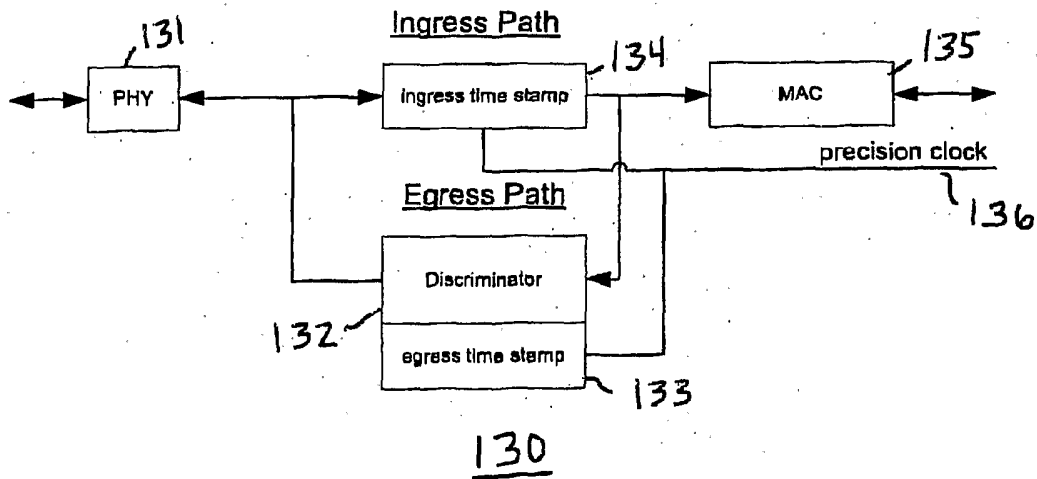 Ingress Path
131
134
135
PHY
ingress time stamp
MAC
precision clock
136
Egress Path
Discriminator
132
egress time stamp
133
130